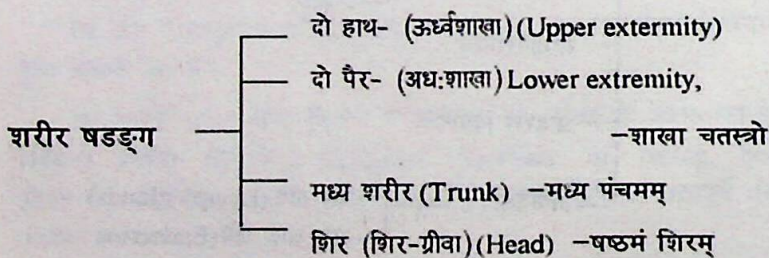 दो हाथ- (ऊर्ध्वशाखा) (Upper extermity)
दो पैर- (अध:शाखा) Lower extremity,
शरीर षडङ्ग
-शाखा चतस्त्रो
मध्य शरीर (Trunk) -मध्य पंचमम्
शिर (शिर-ग्रीवा) (Head) -षष्ठमं शिरम्